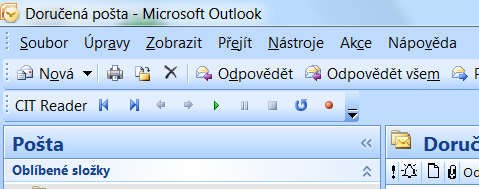 Doručená pošta - Microsoft Outlook
Soubor Úpravy Zobrazit Přejít Nástroje Akce Nápověda
Nová Odpovědět Odpovědět všem
CIT Reader
Pošta Doruč
Oblíbené složky